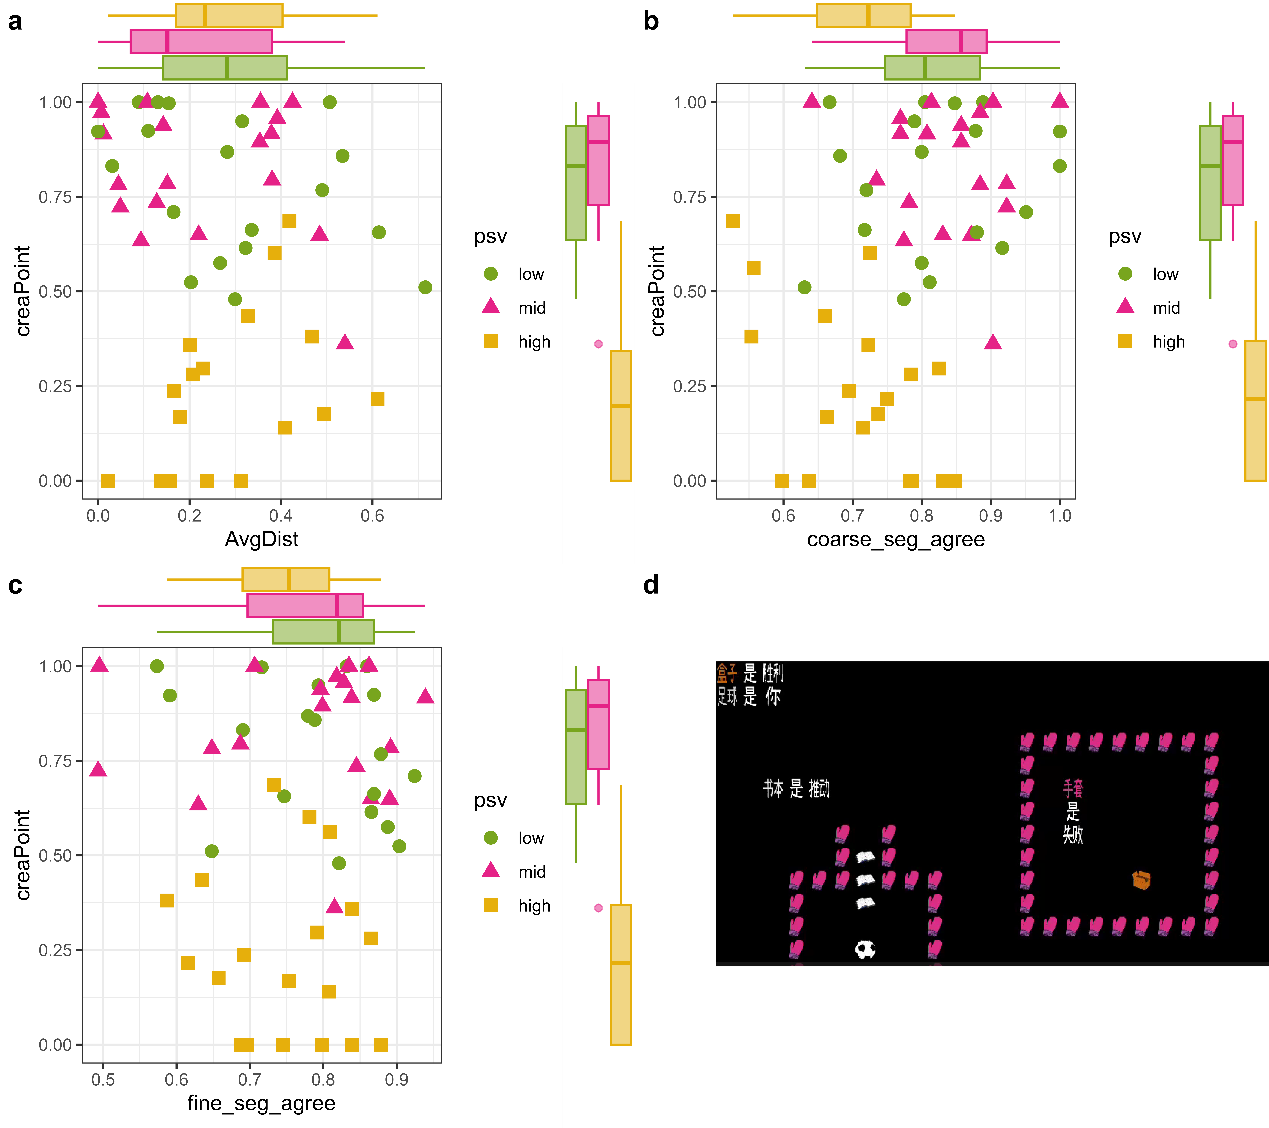 a
creaPoint
1.00
0.75
0.50
0.25
0.00
0.0 0.2 0.4 0.6
AvgDist
psv
low
mid
high
b
creaPoint
1.00
0.75
0.50
0.25
0.00
0.6 0.7 0.8 0.9 1.0
coarse_seg_agree
psv
low
mid
high
c
creaPoint
1.00
0.75
0.50
0.25
0.00
0.5 0.6 0.7 0.8 0.9
fine_seg_agree
psv
low
mid
high
d
盒子 是 胜利
足球 是 你
书本 是 推动
手套
是
失败